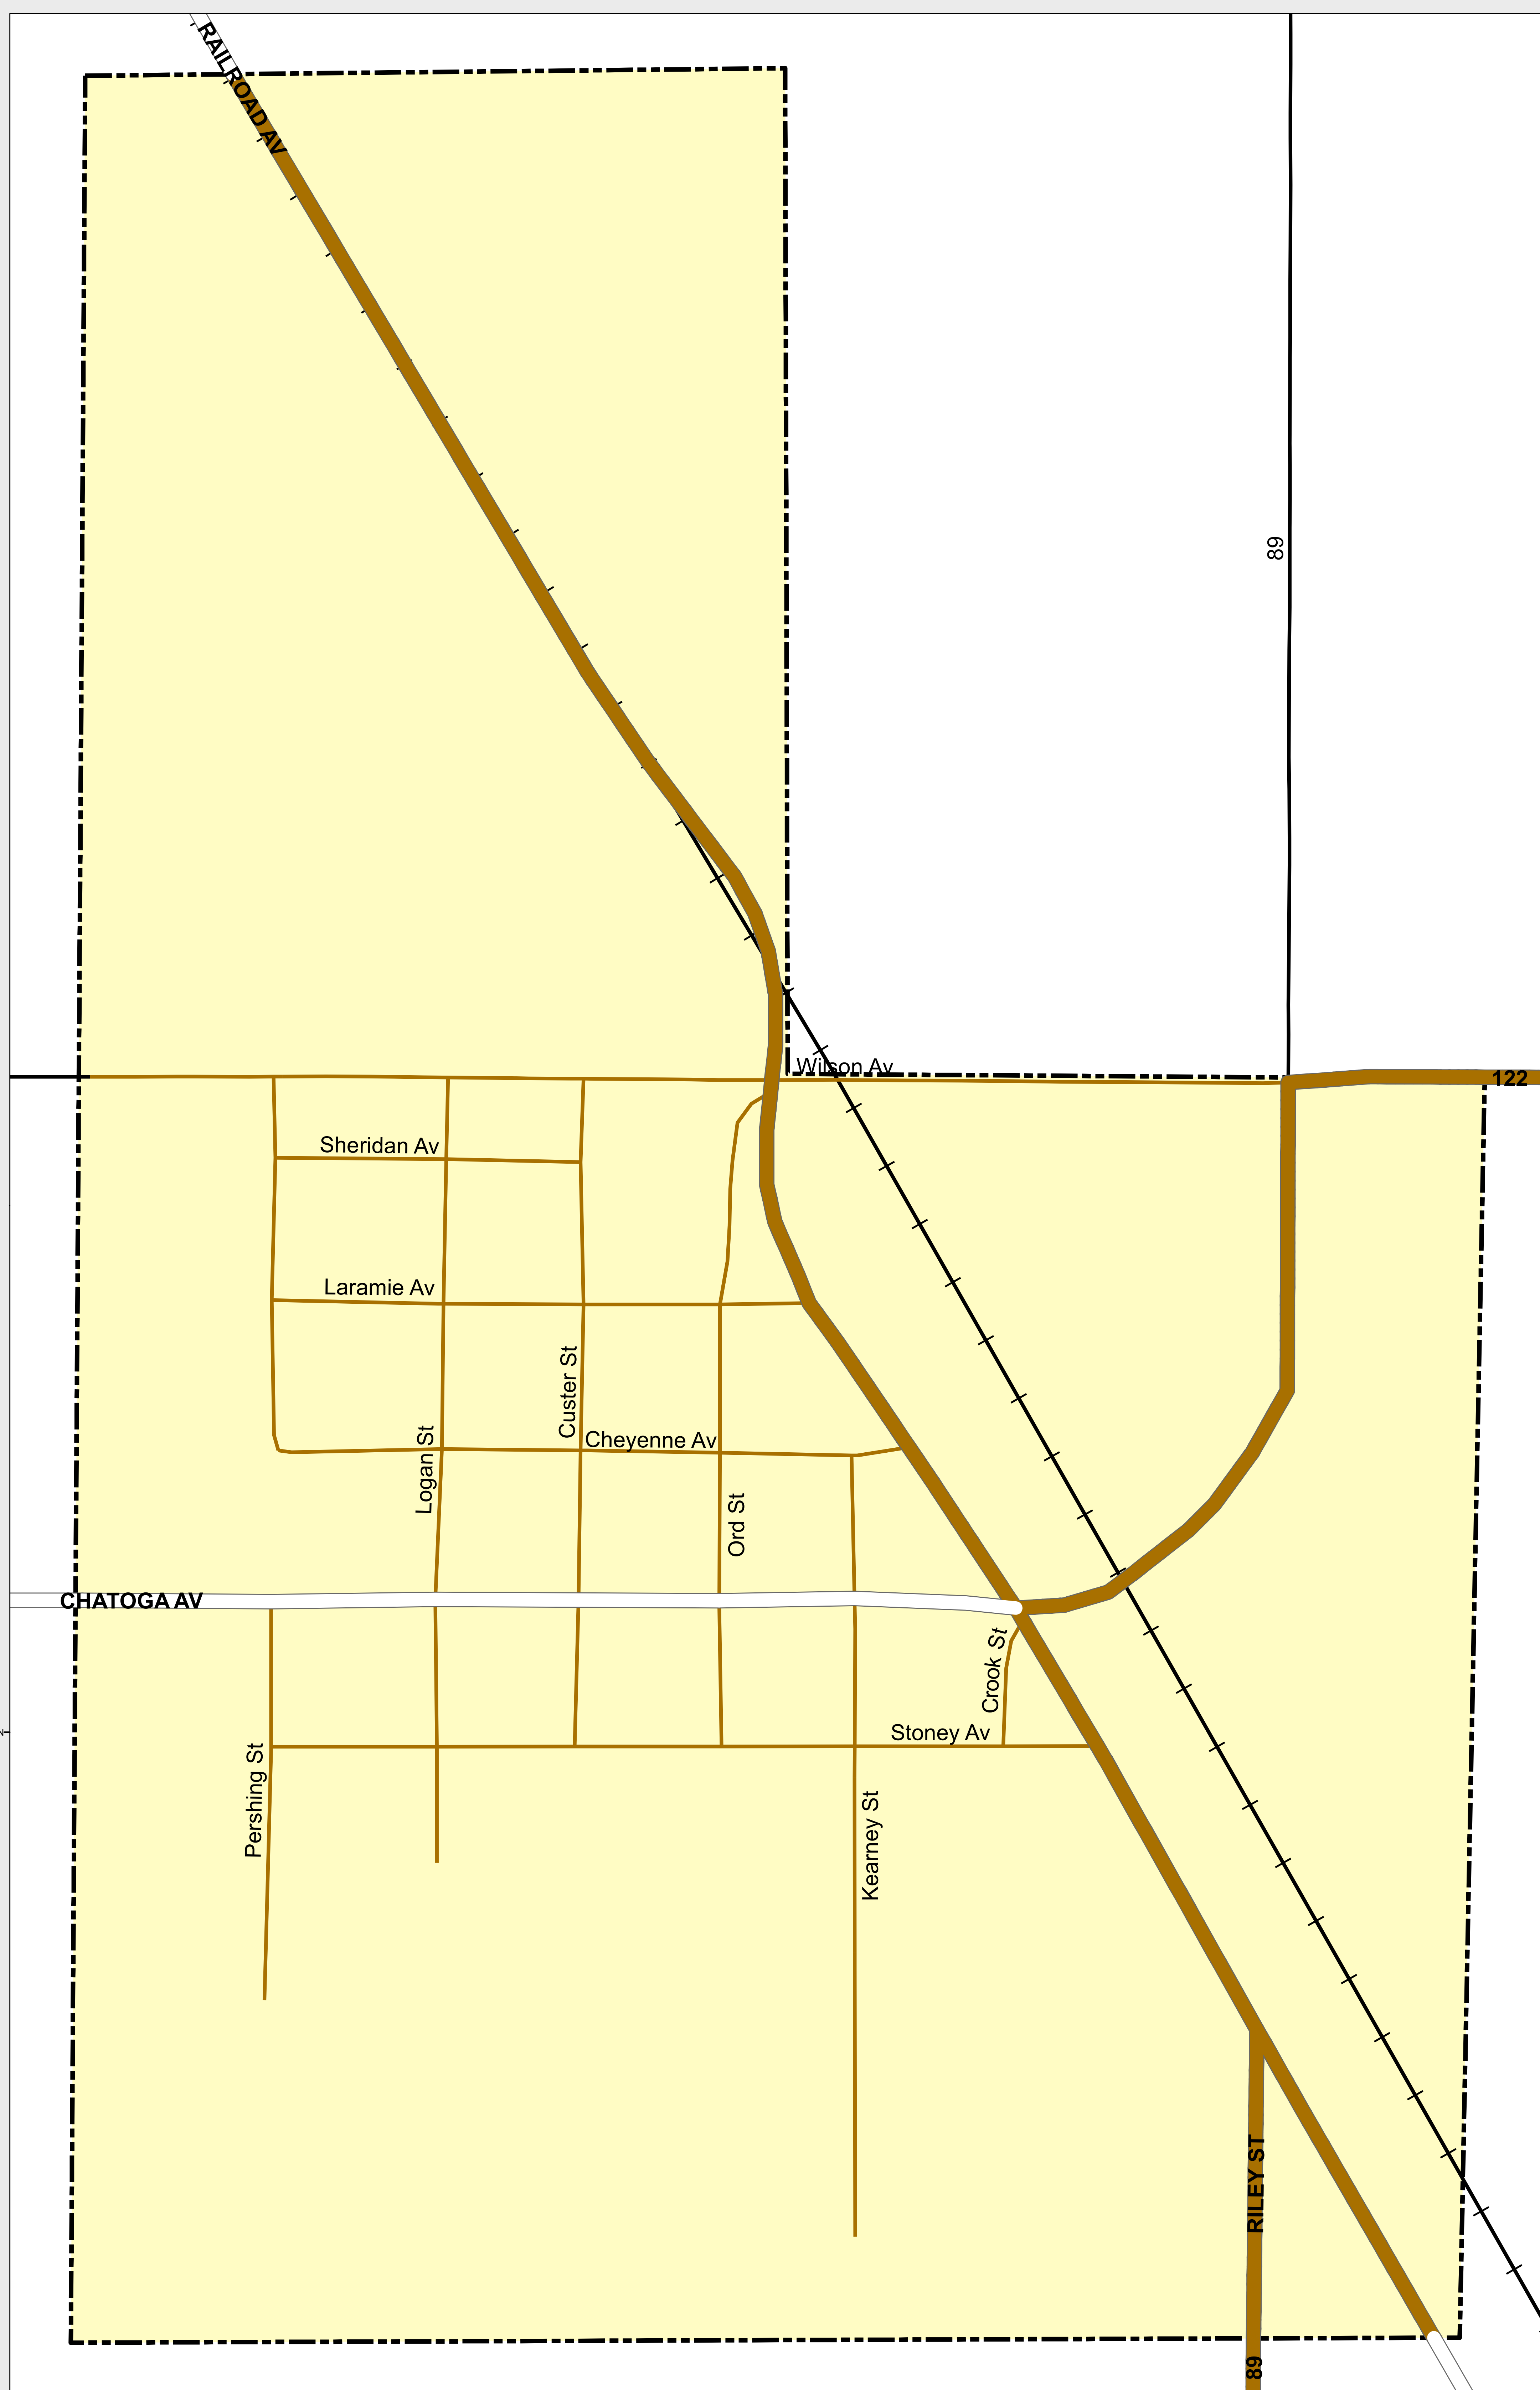 RAILROAD AV
89
Wilson Av
122
Sheridan Av
Laramie Av
Custer St
Logan St
Cheyenne Av
Ord St
CHATOGA AV
Crook St
Stoney Av
Pershing St
Kearney St
RILEY ST
89